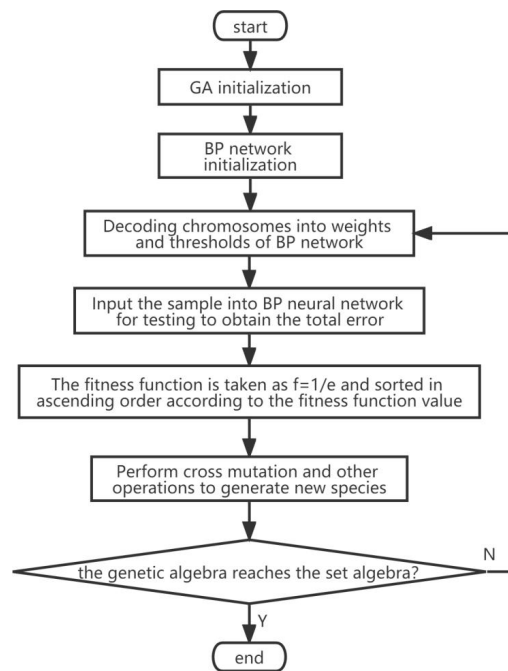 start
GA initialization
BP network
initialization
Decoding chromosomes into weights
and thresholds of BP network
Input the sample into BP neural network
for testing to obtain the total error
The fitness function is taken as f=1/e and sorted in
ascending order according to the fitness function value
Perform cross mutation and other
operations to generate new species
the genetic algebra reaches the set algebra?
N
Y
end